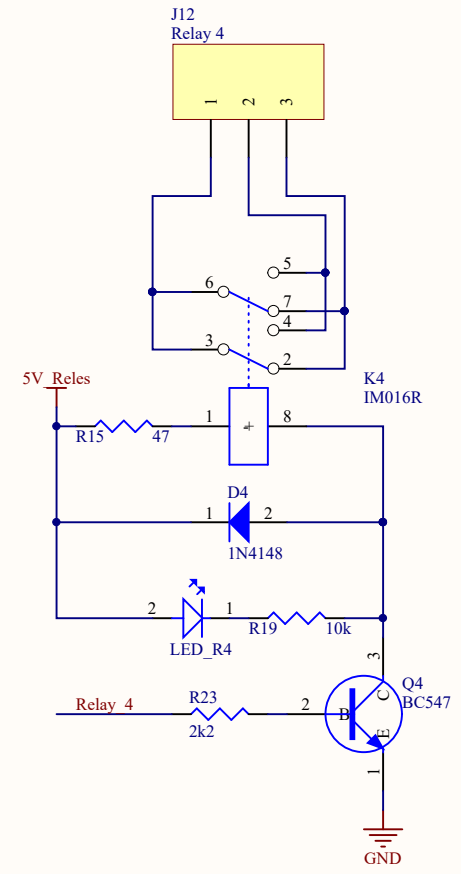 J12
Relay 4
1 2 3
5
6
7
4
3
2
K4
IM016R
5V_Reles
1 8
R15 47
+
D4
1 2
1N4148
2 1
R19 10k
LED_R4
3
Q4
BC547
C
Relay_4
R23
2
B
2k2
E
1
GND